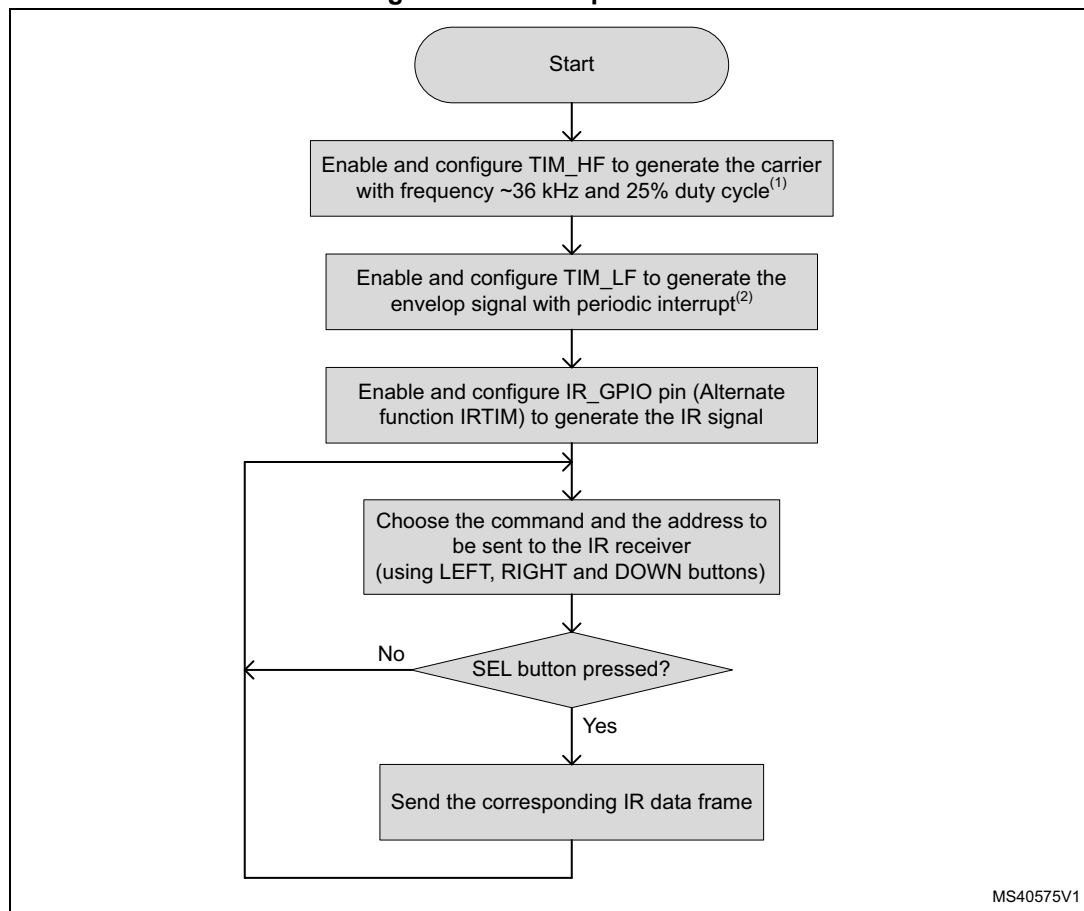 Start
Enable and configure TIM_HF to generate the carrier
with frequency ~36 kHz and 25% duty cycle(1)
Enable and configure TIM_LF to generate the
envelop signal with periodic interrupt(2)
Enable and configure IR_GPIO pin (Alternate
function IRTIM) to generate the IR signal
Choose the command and the address to
be sent to the IR receiver
(using LEFT, RIGHT and DOWN buttons)
No
SEL button pressed?
Yes
Send the corresponding IR data frame
MS40575V1